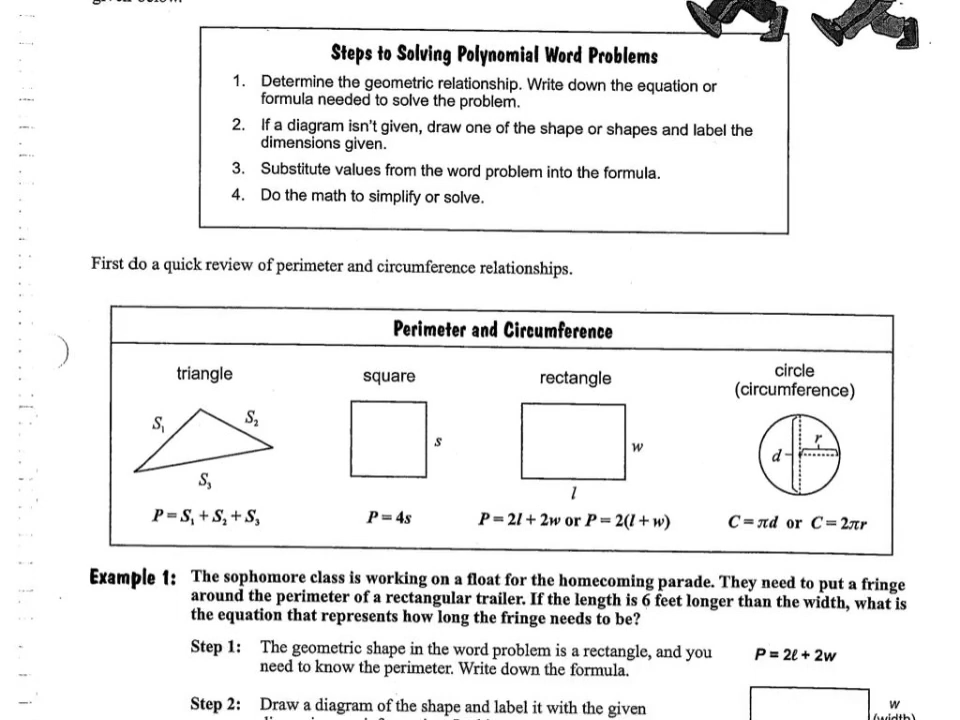 Steps to Solving Polynomial Word Problems
1. Determine the geometric relationship. Write down the equation or
formula needed to solve the problem.
2. If a diagram isn't given, draw one of the shape or shapes and label the
dimensions given.
3. Substitute values from the word problem into the formula.
4. Do the math to simplify or solve.
First do a quick review of perimeter and circumference relationships.
Perimeter and Circumference
triangle
S₁
S₂
S₃
P = S₁ + S₂ + S₃
square
s
P = 4s
rectangle
w
l
P = 2l + 2w or P = 2(l + w)
circle
(circumference)
d
r
C = πd or C = 2πr
Example 1: The sophomore class is working on a float for the homecoming parade. They need to put a fringe
around the perimeter of a rectangular trailer. If the length is 6 feet longer than the width, what is
the equation that represents how long the fringe needs to be?
Step 1: The geometric shape in the word problem is a rectangle, and you
need to know the perimeter. Write down the formula.
P = 2ℓ + 2w
Step 2: Draw a diagram of the shape and label it with the given
w
(width)